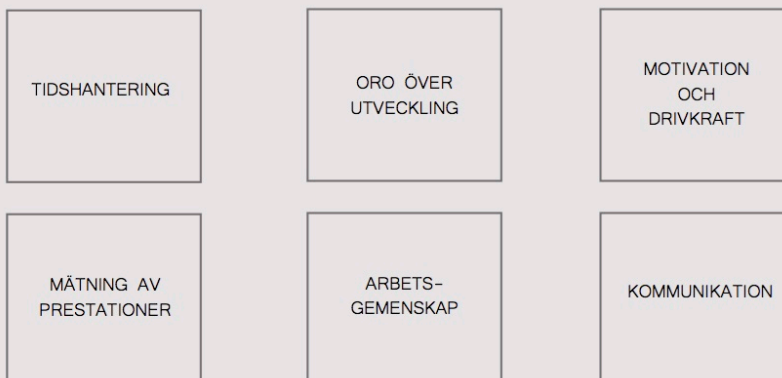 TIDSHANTERING
ORO ÖVER
UTVECKLING
MOTIVATION
OCH
DRIVKRAFT
MÄTNING AV
PRESTATIONER
ARBETS-
GEMENSKAP
KOMMUNIKATION